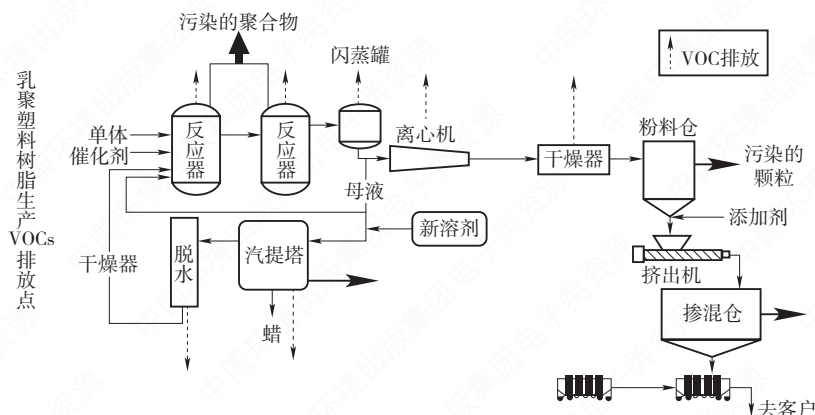 乳聚塑料树脂生产VOCs排放点
污染的聚合物
闪蒸罐
VOC排放
单体
催化剂
反应器
反应器
离心机
干燥器
粉料仓
污染的
颗粒
母液
添加剂
新溶剂
干燥器
脱水
汽提塔
蜡
挤出机
掺混仓
去客户